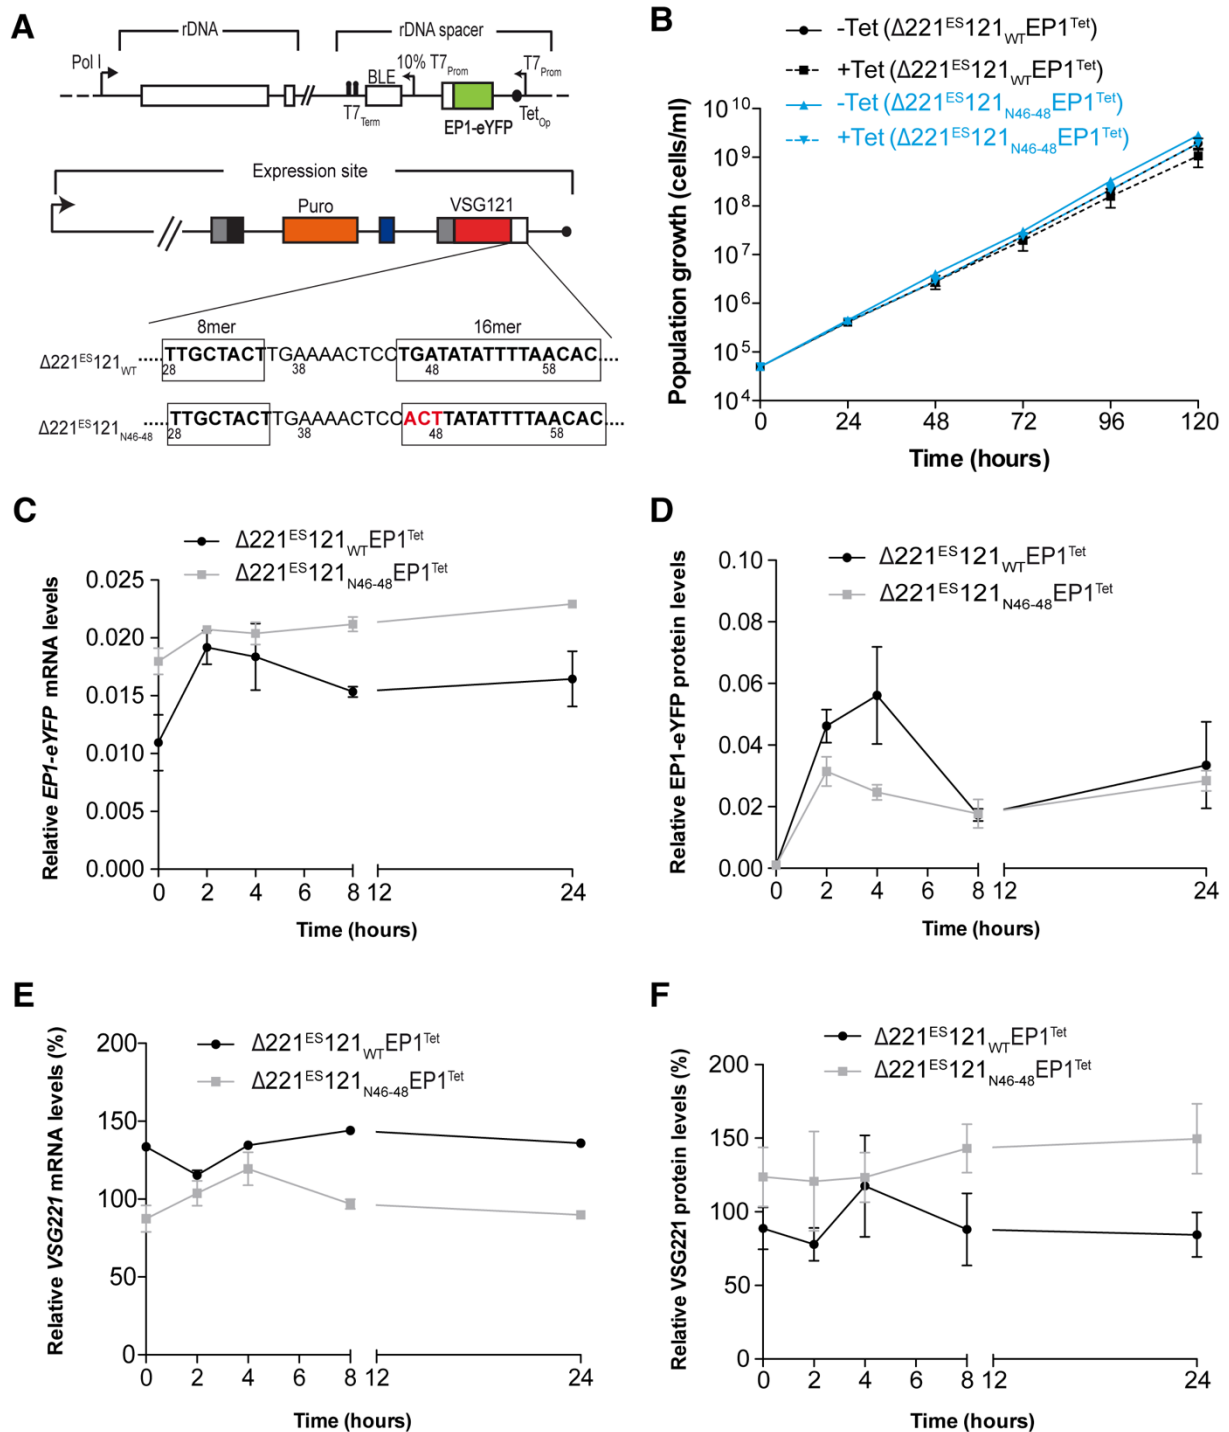 A
rDNA
rDNA spacer
Pol I
BLE
10% T7Prom
T7Prom
T7Term
EP1-eYFP
TetOp
Expression site
Puro
VSG121
8mer
16mer
Δ221ES121WT
.....TTGCTACTTGAAAACTCCTGATATATTTTAACAC....
28
38
48
58
Δ221ES121N46-48
.....TTGCTACTTGAAAACTCCACTTATATTTTAACAC....
28
38
48
58
B
-Tet (Δ221ES121WTEP1Tet)
+Tet (Δ221ES121WTEP1Tet)
-Tet (Δ221ES121N46-48EP1Tet)
+Tet (Δ221ES121N46-48EP1Tet)
Population growth (cells/ml)
10^10
10^9
10^8
10^7
10^6
10^5
10^4
0 24 48 72 96 120
Time (hours)
C
Δ221ES121WTEP1Tet
Δ221ES121N46-48EP1Tet
Relative EP1-eYFP mRNA levels
0.025
0.020
0.015
0.010
0.005
0.000
0 2 4 6 8 12 24
Time (hours)
D
Δ221ES121WTEP1Tet
Δ221ES121N46-48EP1Tet
Relative EP1-eYFP protein levels
0.10
0.08
0.06
0.04
0.02
0.00
0 2 4 6 8 12 24
Time (hours)
E
Δ221ES121WTEP1Tet
Δ221ES121N46-48EP1Tet
Relative VSG221 mRNA levels (%)
200
150
100
50
0
0 2 4 6 8 12 24
Time (hours)
F
Δ221ES121WTEP1Tet
Δ221ES121N46-48EP1Tet
Relative VSG221 protein levels (%)
200
150
100
50
0
0 2 4 6 8 12 24
Time (hours)